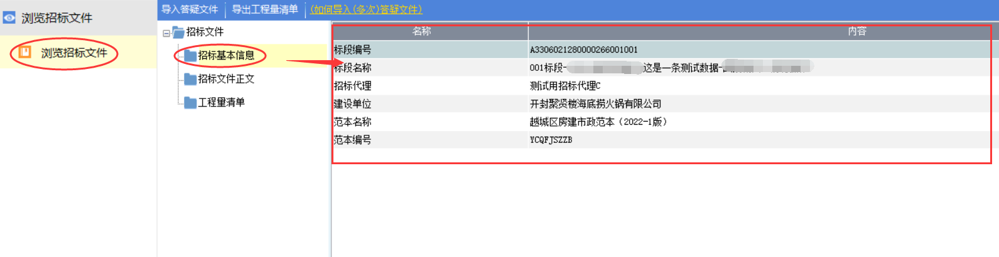 浏览招标文件
浏览招标文件
导入答疑文件 导出工程量清单 (如何导入(多次)答疑文件)
招标文件
招标基本信息
招标文件正文
工程量清单
名称 内容
标段编号 A3306021280000266001001
标段名称 001标段- 这是一条测试数据-
招标代理 测试用招标代理C
建设单位 开封聚贤楼海底捞火锅有限公司
范本名称 越城区房建市政范本（2022-1版）
范本编号 YCQFJSZZB